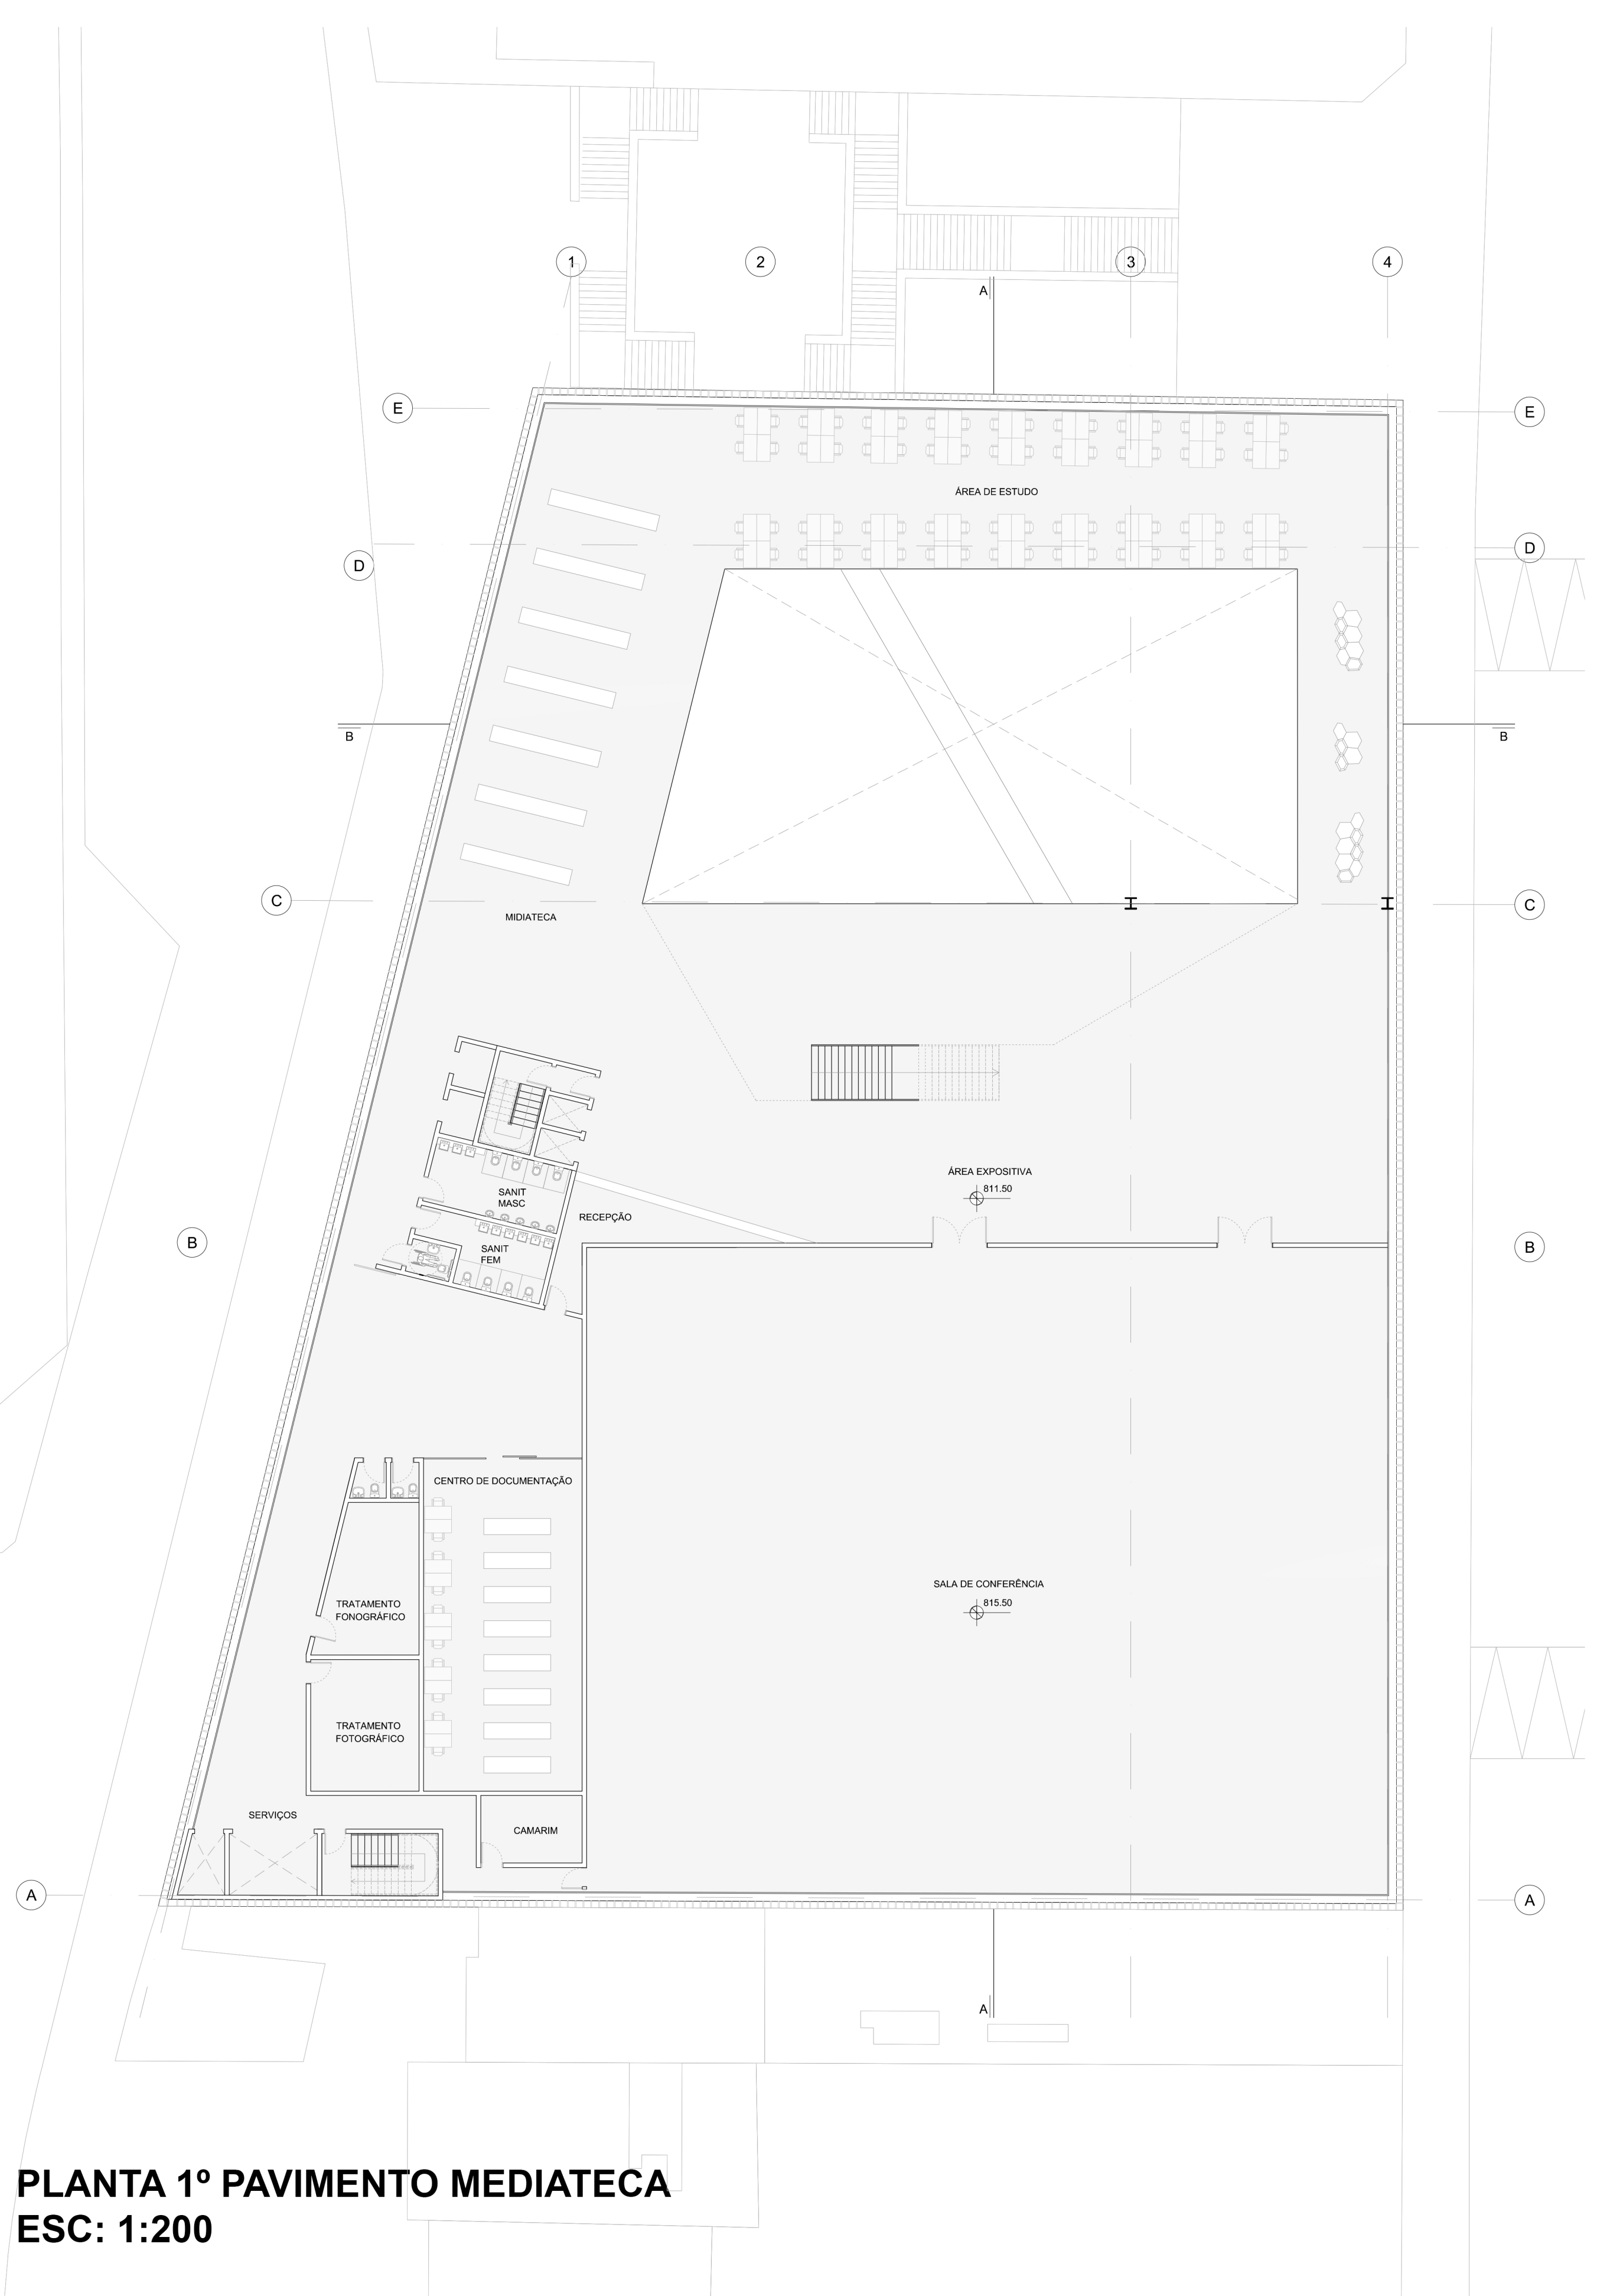 1
2
3
4
A
E
E
ÁREA DE ESTUDO
D
D
B
B
C
C
MIDIATECA
ÁREA EXPOSITIVA
811.50
SANIT
MASC
RECEPÇÃO
SANIT
FEM
B
B
CENTRO DE DOCUMENTAÇÃO
SALA DE CONFERÊNCIA
815.50
TRATAMENTO
FONOGRÁFICO
TRATAMENTO
FOTOGRÁFICO
SERVIÇOS
CAMARIM
A
A
A
PLANTA 1º PAVIMENTO MEDIATECA
ESC: 1:200